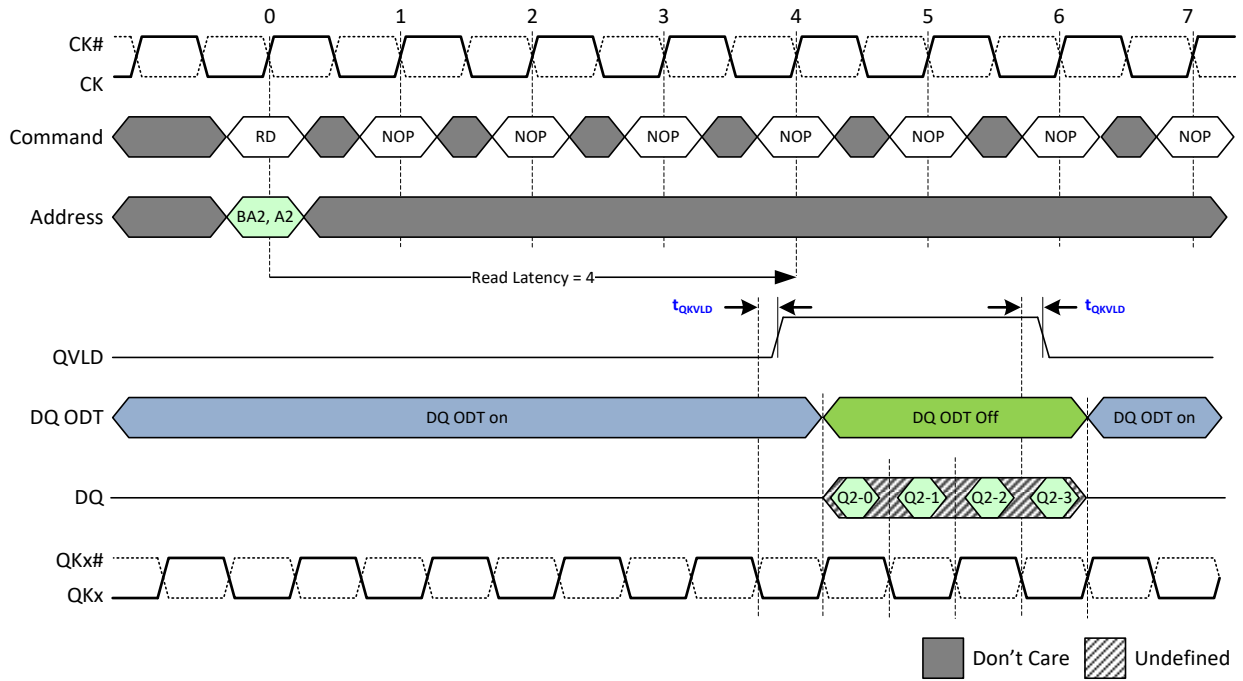 0 1 2 3 4 5 6 7
CK#
CK
Command RD NOP NOP NOP NOP NOP NOP NOP
Address BA2, A2
Read Latency = 4
tQKVLD tQKVLD
QVLD
DQ ODT DQ ODT on DQ ODT Off DQ ODT on
DQ Q2-0 Q2-1 Q2-2 Q2-3
QKx#
QKx
Don't Care Undefined